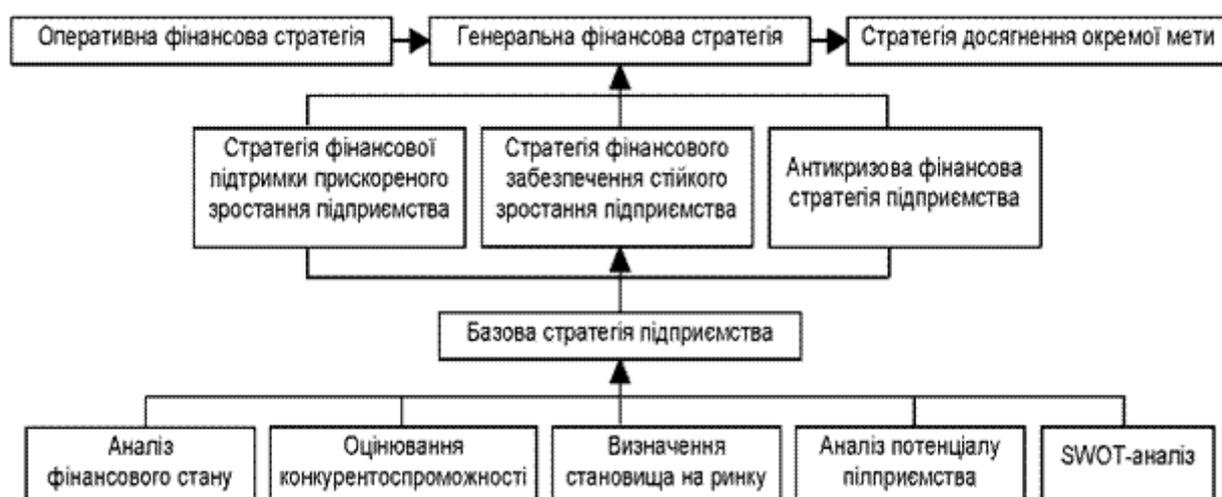 Оперативна фінансова стратегія
Генеральна фінансова стратегія
Стратегія досягнення окремої мети
Стратегія фінансової
підтримки прискореного
зростання підприємства
Стратегія фінансового
забезпечення стійкого
зростання підприємства
Антикризова фінансова
стратегія підприємства
Базова стратегія підприємства
Аналіз
фінансового стану
Оцінювання
конкурентоспроможності
Визначення
становища на ринку
Аналіз потенціалу
пілприємства
SWOT-аналіз